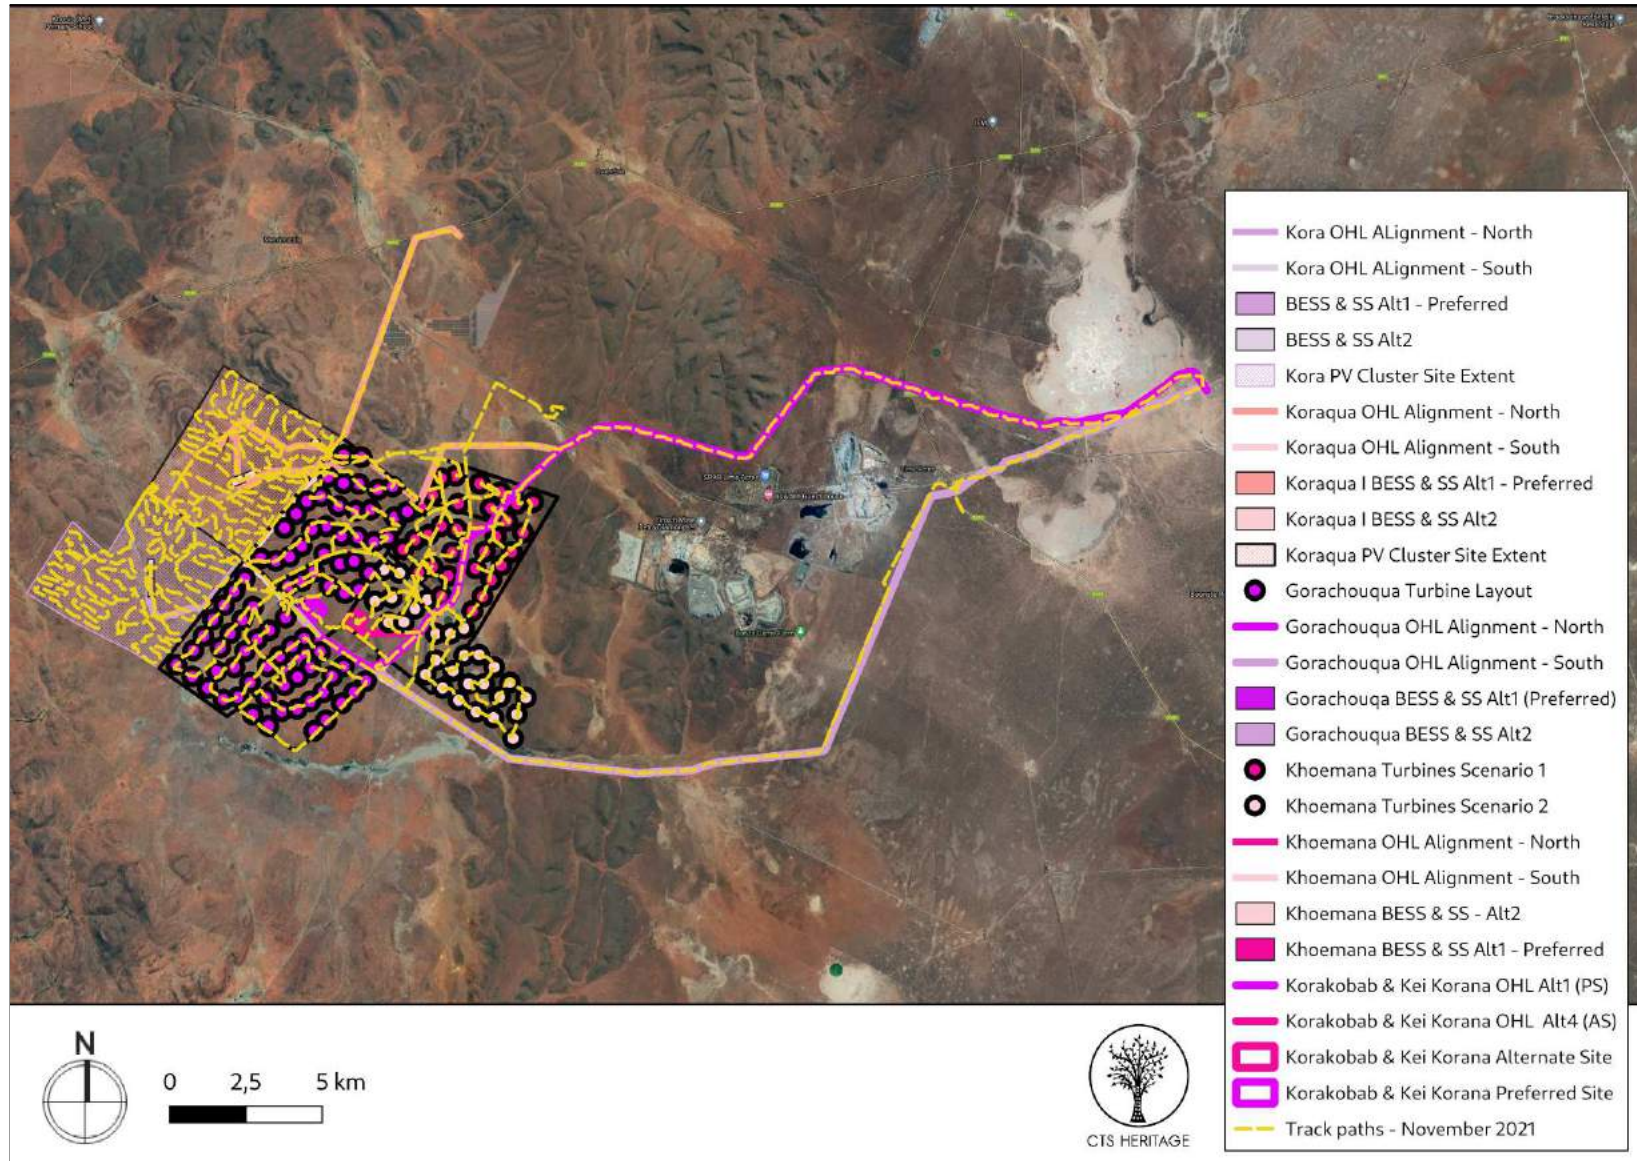 Kora OHL ALignment - North
Kora OHL ALignment - South
BESS & SS Alt1 - Preferred
BESS & SS Alt2
Kora PV Cluster Site Extent
Koraqua OHL Alignment - North
Koraqua OHL Alignment - South
Koraqua I BESS & SS Alt1 - Preferred
Koraqua I BESS & SS Alt2
Koraqua PV Cluster Site Extent
Gorachouqua Turbine Layout
Gorachouqua OHL Alignment - North
Gorachouqua OHL Alignment - South
Gorachouqa BESS & SS Alt1 (Preferred)
Gorachouqua BESS & SS Alt2
Khoemana Turbines Scenario 1
Khoemana Turbines Scenario 2
Khoemana OHL Alignment - North
Khoemana OHL Alignment - South
Khoemana BESS & SS - Alt2
Khoemana BESS & SS Alt1 - Preferred
Korakobab & Kei Korana OHL Alt1 (PS)
Korakobab & Kei Korana OHL Alt4 (AS)
Korakobab & Kei Korana Alternate Site
Korakobab & Kei Korana Preferred Site
Track paths - November 2021
N
0 2,5 5 km
CTS HERITAGE